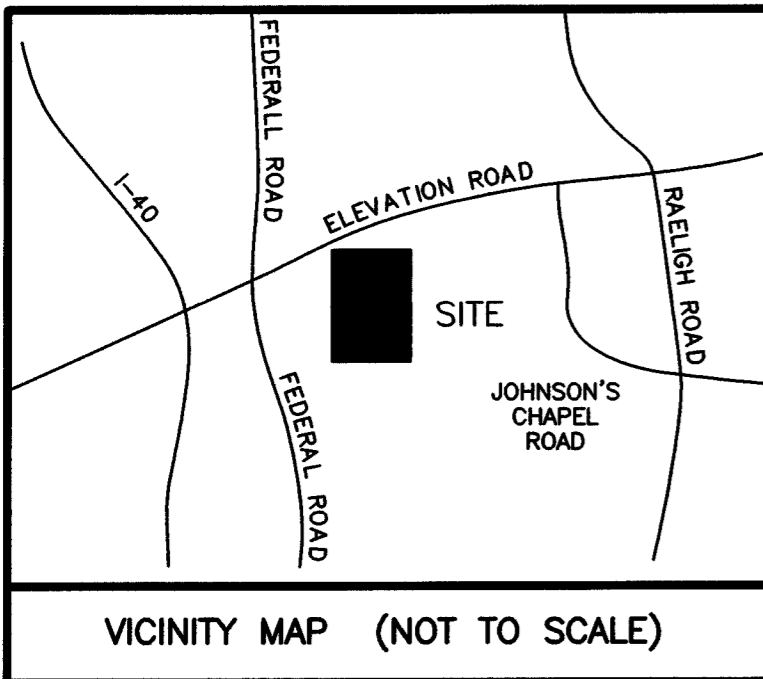 FEDERALL ROAD
I-40
ELEVATION ROAD
RAELIGH ROAD
SITE
FEDERAL ROAD
JOHNSON'S
CHAPEL
ROAD
VICINITY MAP (NOT TO SCALE)